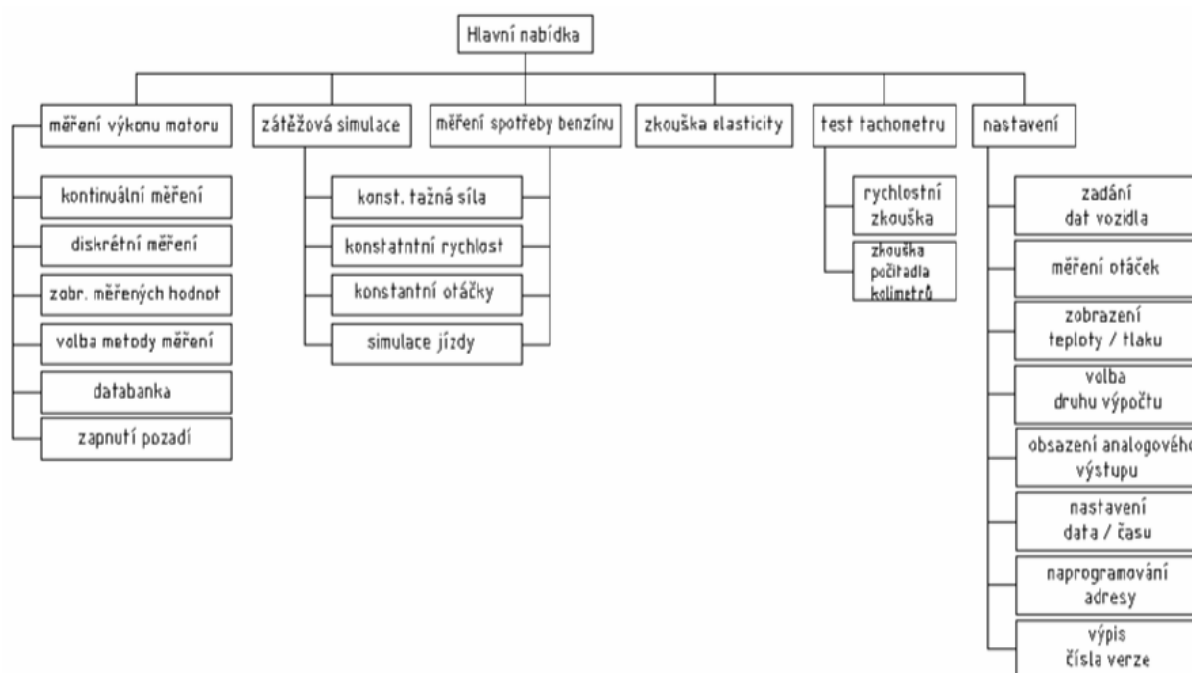 Hlavní nabídka
měření výkonu motoru
zátěžová simulace
měření spotřeby benzínu
zkouška elasticity
test tachometru
nastavení
kontinuální měření
diskrétní měření
zobr. měřených hodnot
volba metody měření
databanka
zapnutí pozadí
konst. tažná síla
konstatntní rychlost
konstantní otáčky
simulace jízdy
rychlostní
zkouška
zkouška
počítadla
kolimetrů
zadání
dat vozidla
měření otáček
zobrazení
teploty / tlaku
volba
druhu výpočtu
obsazení analogového
výstupu
nastavení
data / času
naprogramování
adresy
výpis
čísla verze